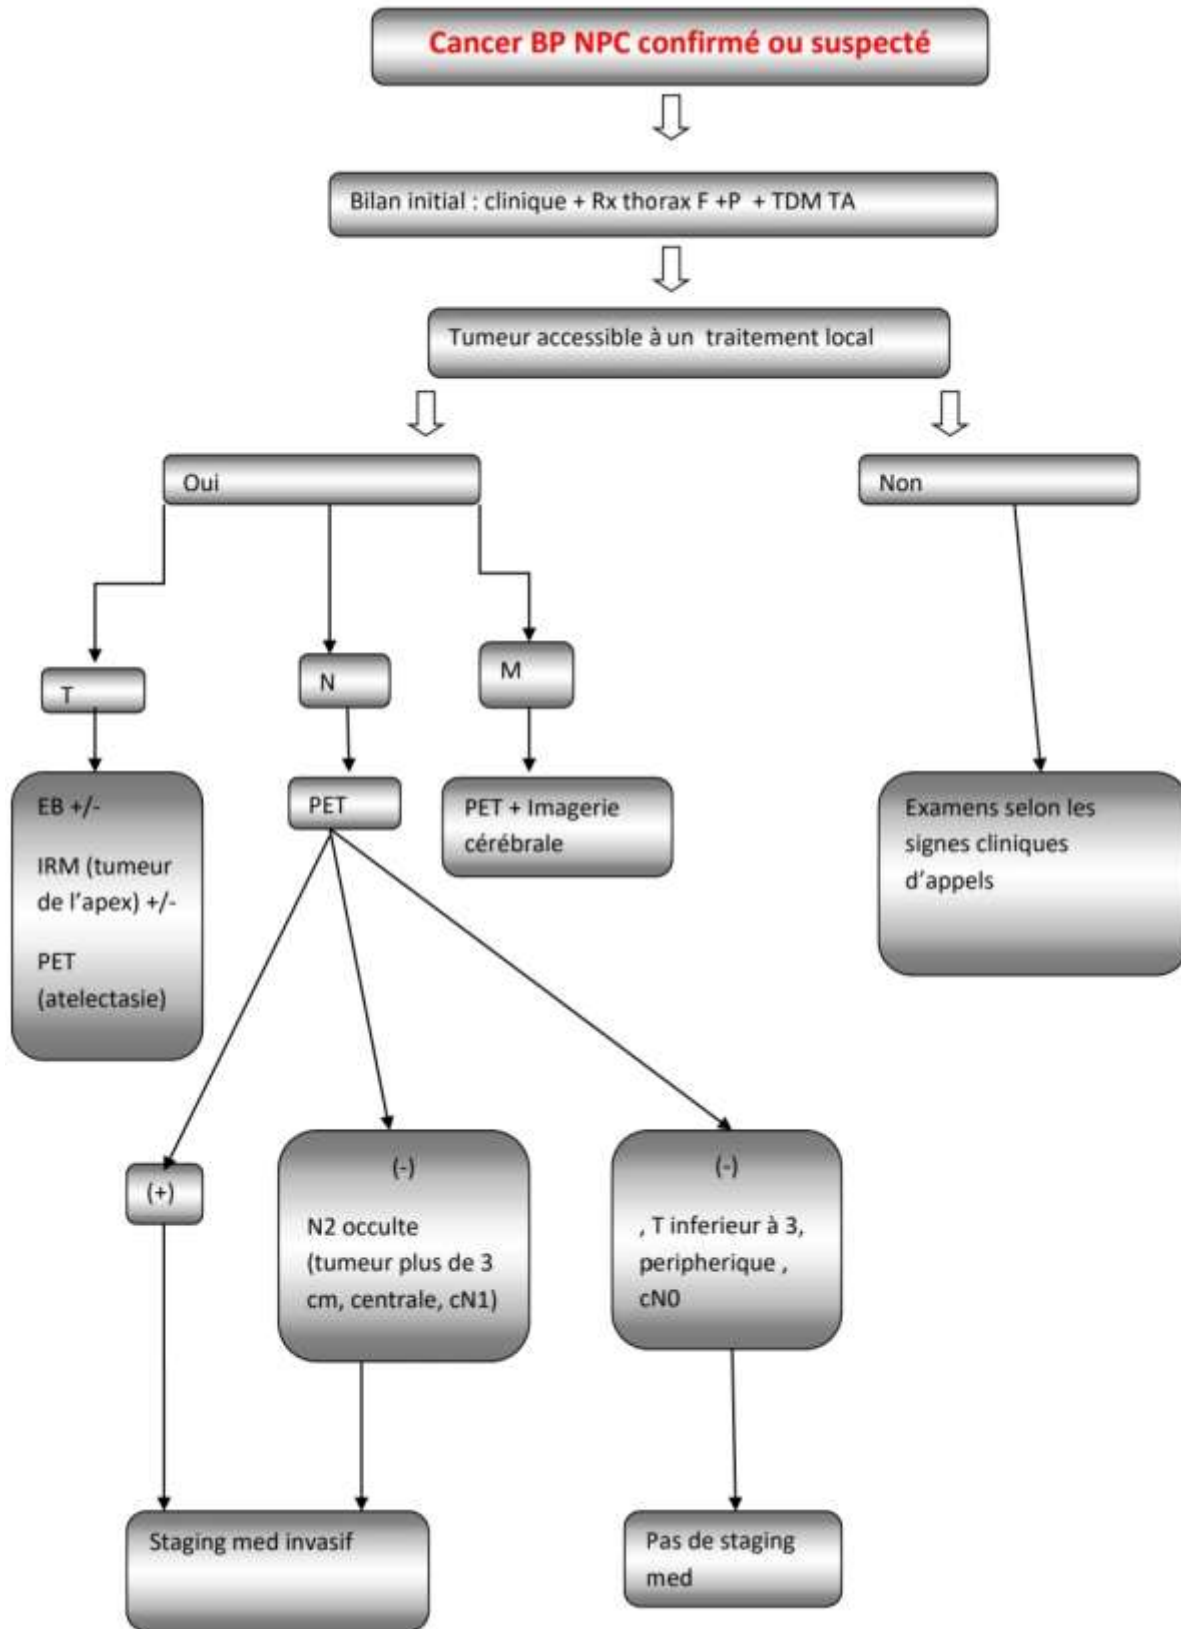 Cancer BP NPC confirmé ou suspecté
Bilan initial : clinique + Rx thorax F +P + TDM TA
Tumeur accessible à un traitement local
Oui
Non
T
N
M
EB +/-
IRM (tumeur
de l'apex) +/-
PET
(atelectasie)
PET
PET + Imagerie
cérébrale
Examens selon les
signes cliniques
d'appels
(+)
(-)
N2 occulte
(tumeur plus de 3
cm, centrale, cN1)
(-)
, T inferieur à 3,
peripherique ,
cN0
Staging med invasif
Pas de staging
med